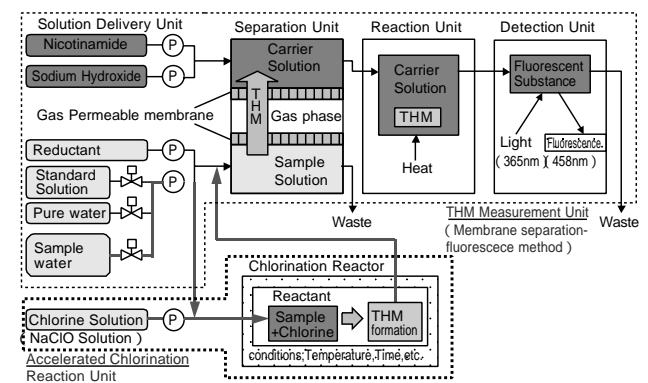 Solution Delivery Unit
Nicotinamide
P
Sodium Hydroxide
P
Gas Permeable membrane
Reductant
P
Standard
Solution
P
Pure water
Sample
water
Separation Unit
Carrier
Solution
THM
Gas phase
Sample
Solution
Waste
Reaction Unit
Carrier
Solution
THM
Heat
Detection Unit
Fluorescent
Substance
Light
Fluorescance.
( 365nm )( 458nm )
Waste
THM Measurement Unit
( Membrane separation-
fluorescece method )
Chlorination Reactor
Reactant
Sample
+Chlorine
THM
formation
conditions;Temperature,Time,etc.
Chlorine Solution
P
( NaClO Solution )
Accelerated Chlorination
Reaction Unit